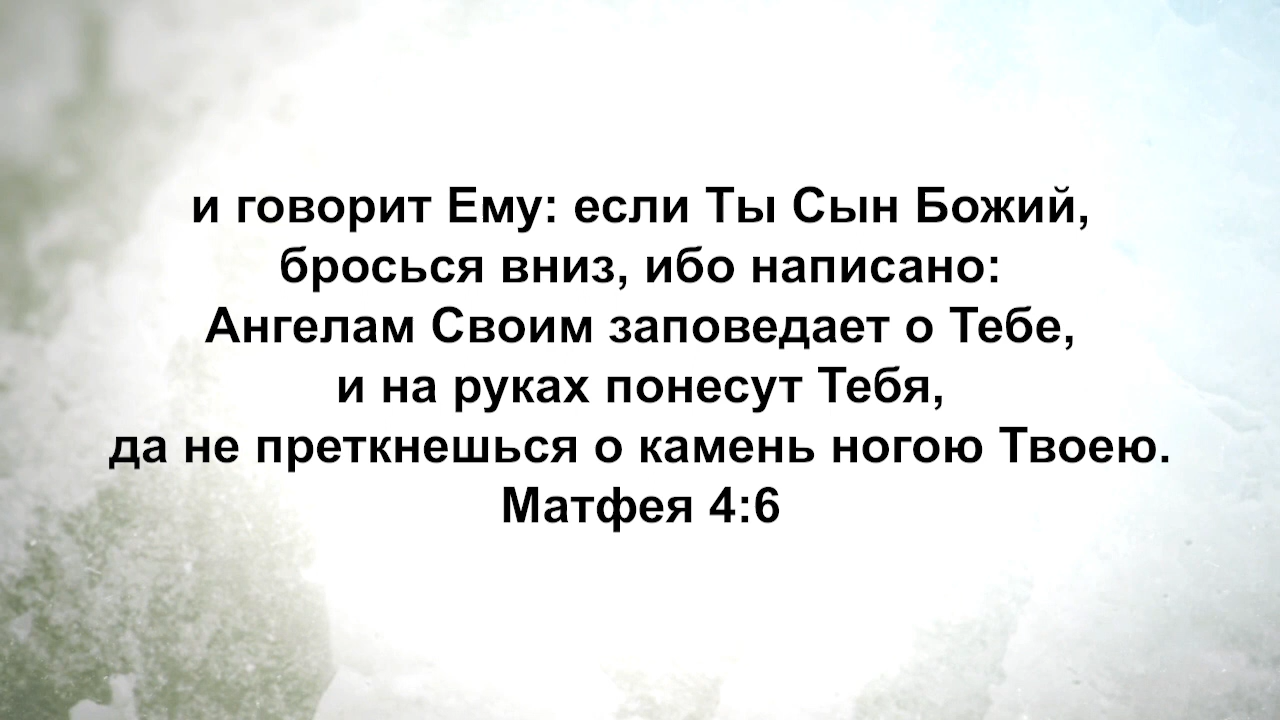 и говорит Ему: если Ты Сын Божий,
бросься вниз, ибо написано:
Ангелам Своим заповедает о Тебе,
и на руках понесут Тебя,
да не преткнешься о камень ногою Твоею.
Матфея 4:6